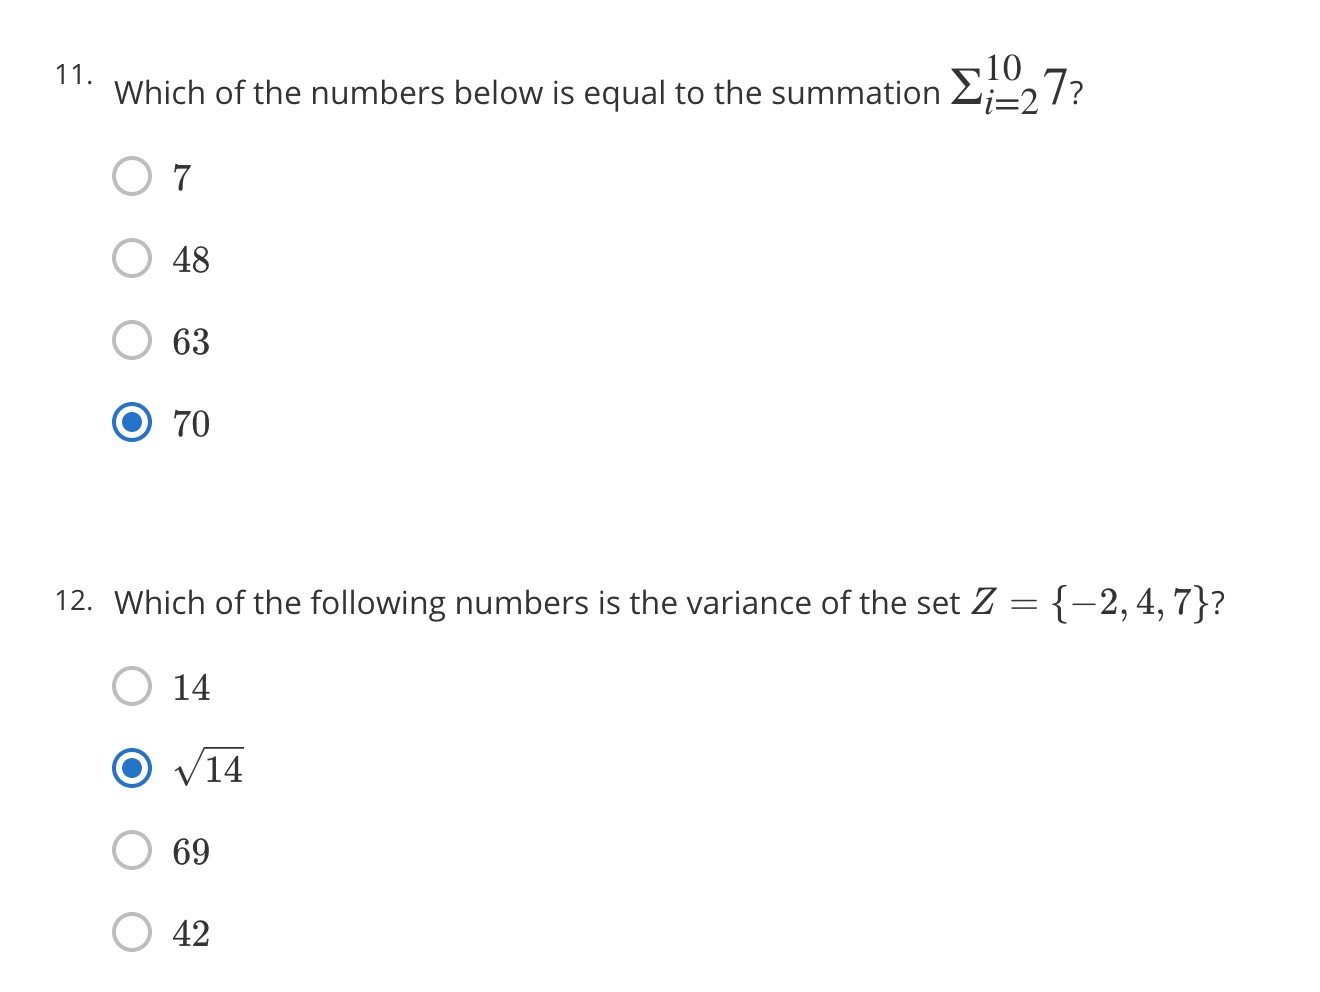 11. Which of the numbers below is equal to the summation $\Sigma_{i=2}^{10} 7$?
7
48
63
70
12. Which of the following numbers is the variance of the set $Z = \{-2, 4, 7\}$?
14
$\sqrt{14}$
69
42